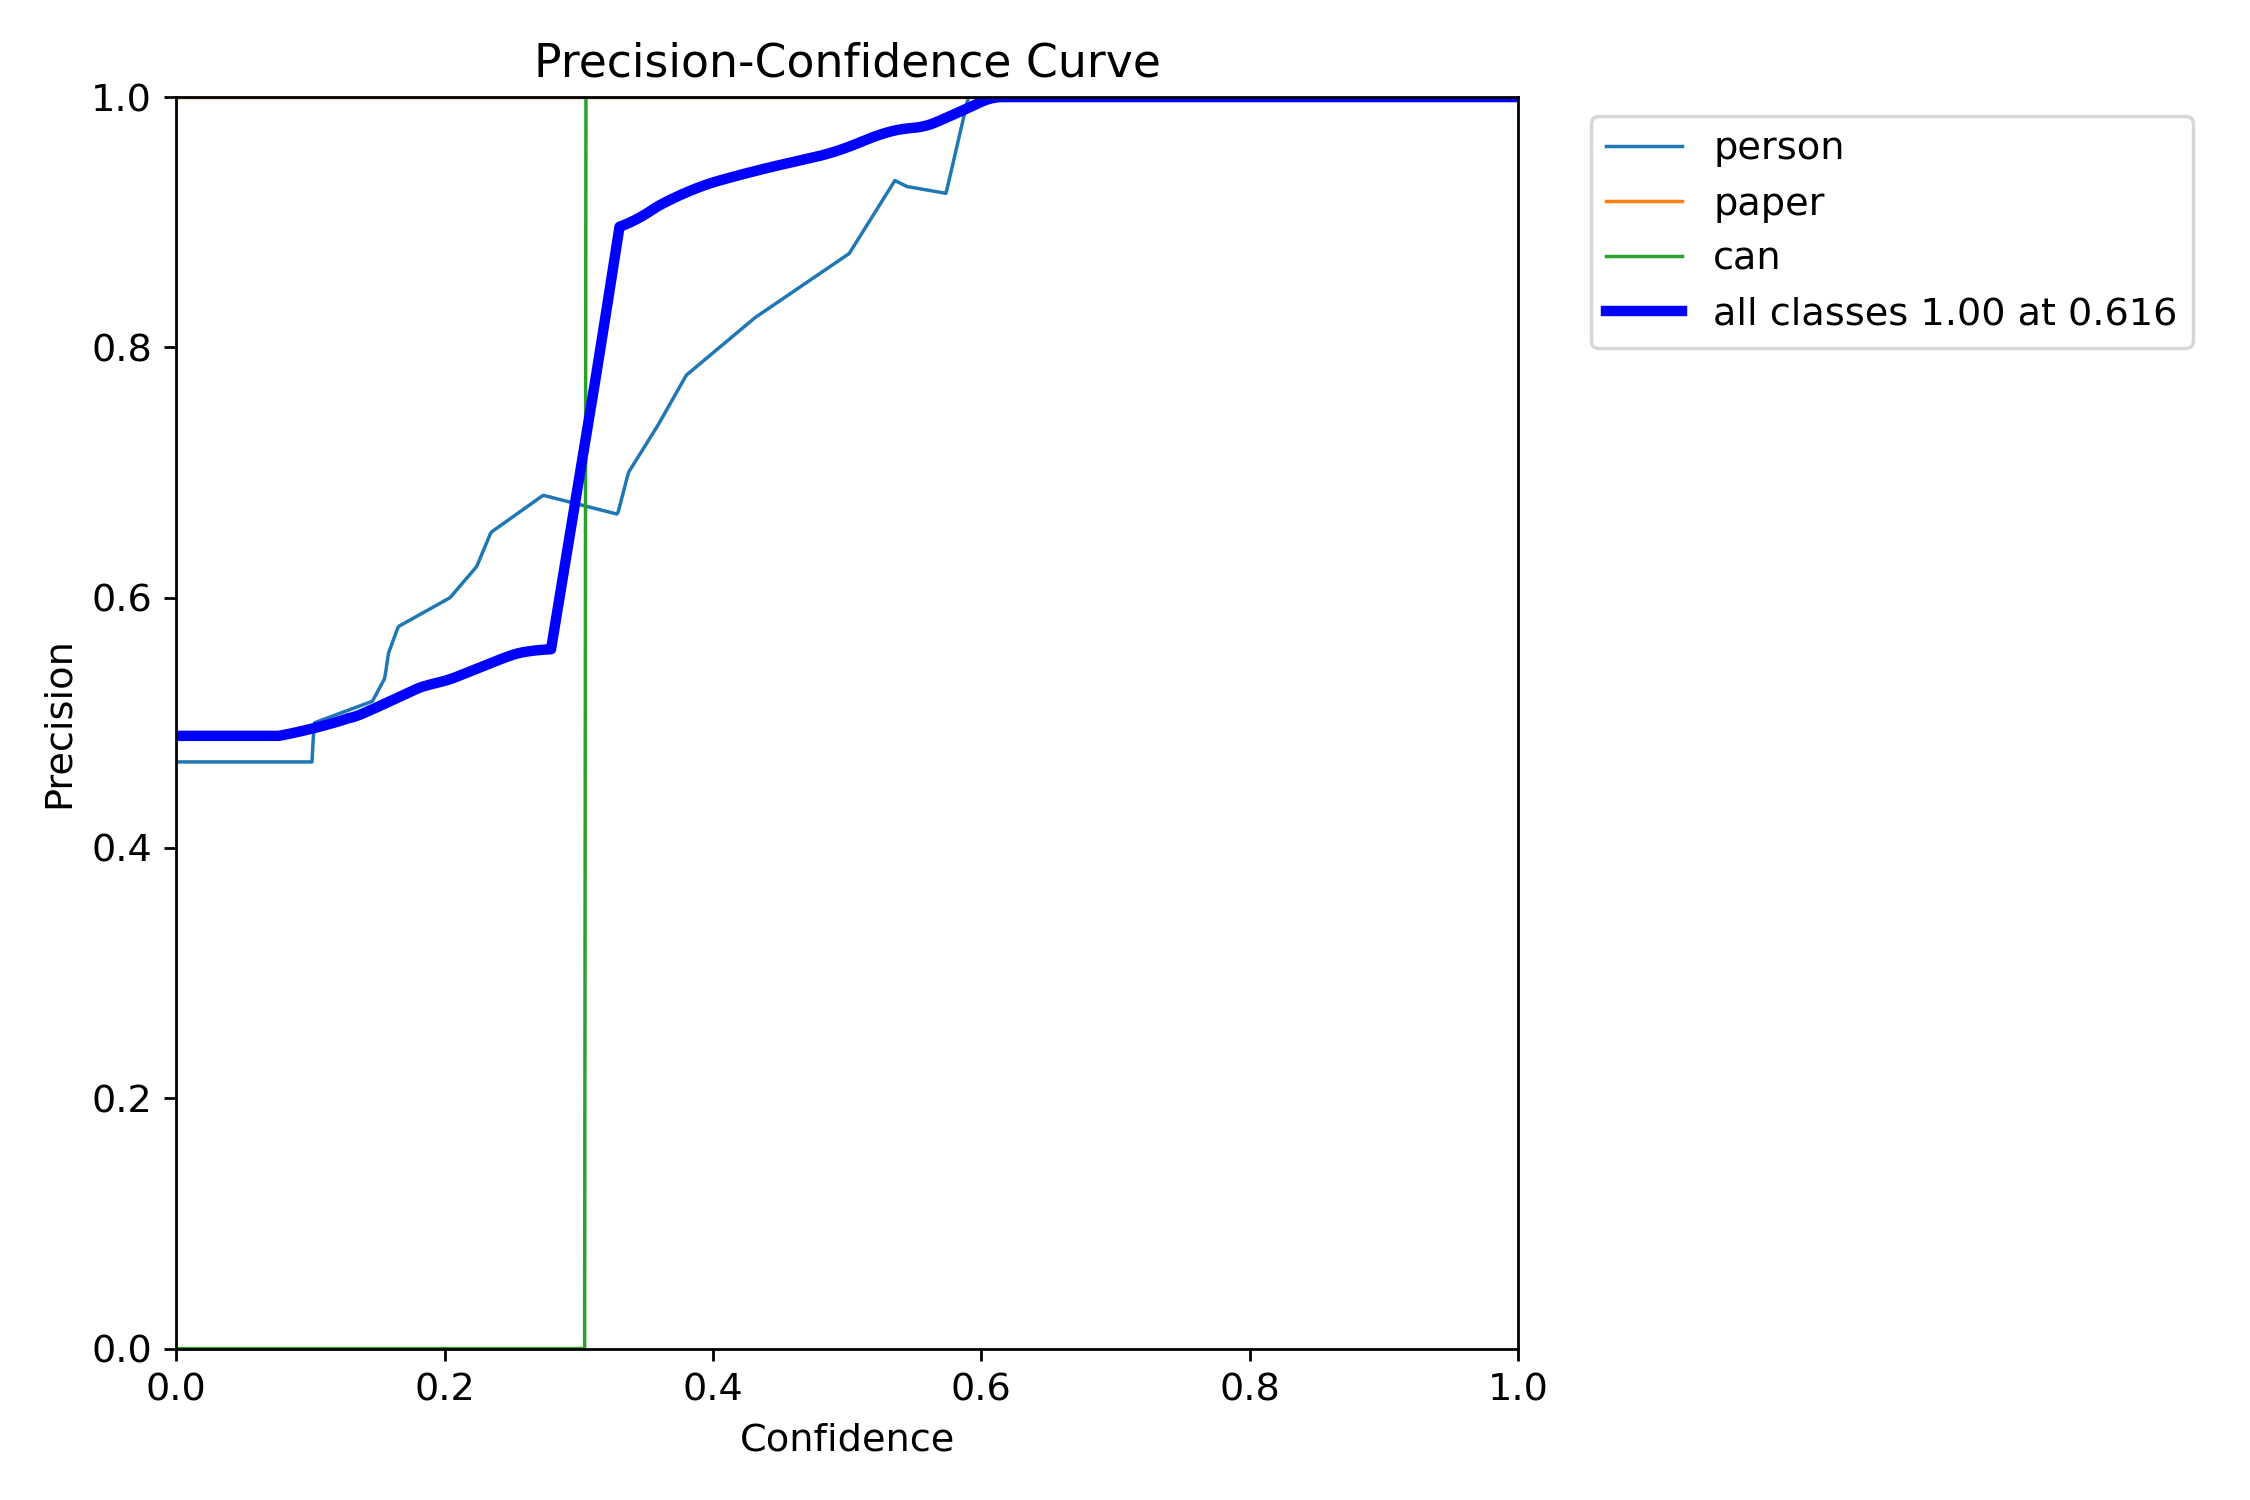 Precision-Confidence Curve
1.0
0.8
0.6
0.4
0.2
0.0
Precision
0.0 0.2 0.4 0.6 0.8 1.0
Confidence
person
paper
can
all classes 1.00 at 0.616